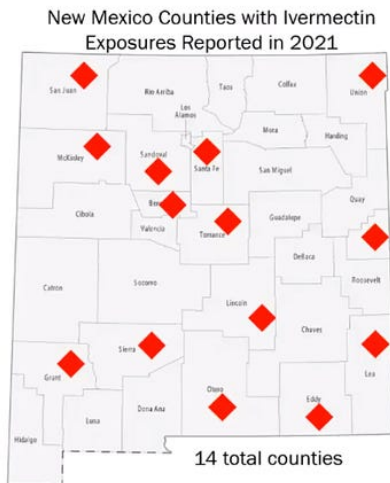 New Mexico Counties with Ivermectin
Exposures Reported in 2021
San Juan
Rio Arriba
Taos
Colfax
Union
Los
Alamos
Mora
Harding
McKinley
Sandoval
Santa Fe
San Miguel
Quay
Cibola
Valencia
Torrance
Guadalupe
DeBaca
Roosevelt
Catron
Socorro
Lincoln
Chaves
Sierra
Lea
Grant
Otero
Eddy
Luna
Dona Ana
Hidalgo
14 total counties